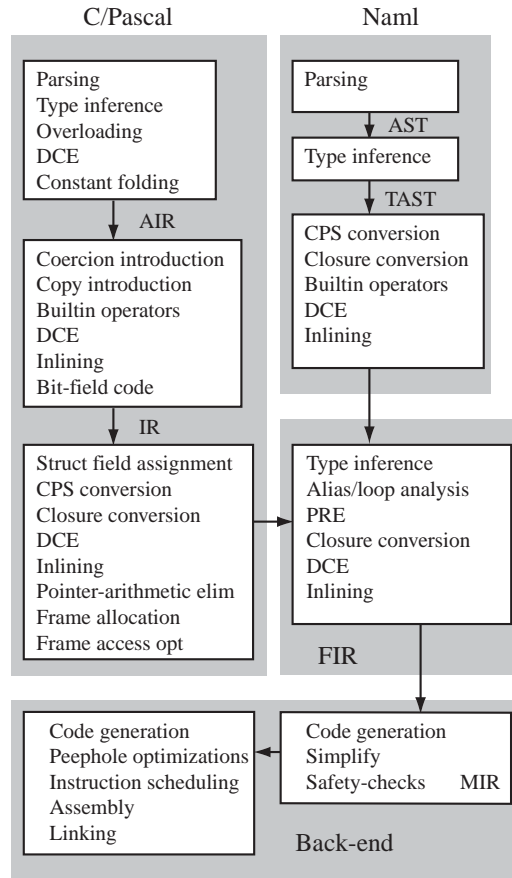 C/Pascal
Parsing
Type inference
Overloading
DCE
Constant folding
AIR
Coercion introduction
Copy introduction
Builtin operators
DCE
Inlining
Bit-field code
IR
Struct field assignment
CPS conversion
Closure conversion
DCE
Inlining
Pointer-arithmetic elim
Frame allocation
Frame access opt
Naml
Parsing
AST
Type inference
TAST
CPS conversion
Closure conversion
Builtin operators
DCE
Inlining
Type inference
Alias/loop analysis
PRE
Closure conversion
DCE
Inlining
FIR
Code generation
Simplify
Safety-checks MIR
Code generation
Peephole optimizations
Instruction scheduling
Assembly
Linking
Back-end